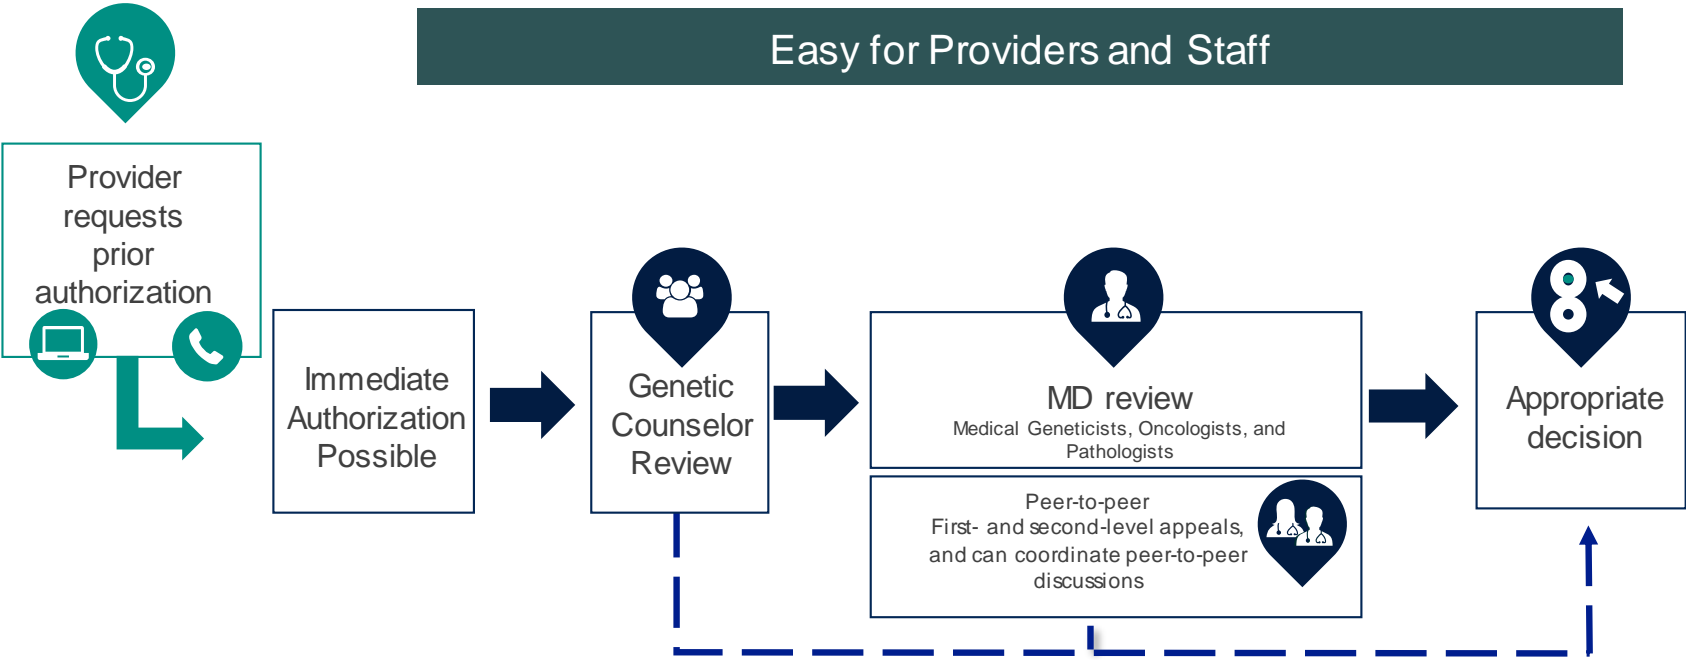 Easy for Providers and Staff
Provider
requests
prior
authorization
Immediate
Authorization
Possible
Genetic
Counselor
Review
MD review
Medical Geneticists, Oncologists, and
Pathologists
Peer-to-peer
First- and second-level appeals,
and can coordinate peer-to-peer
discussions
Appropriate
decision